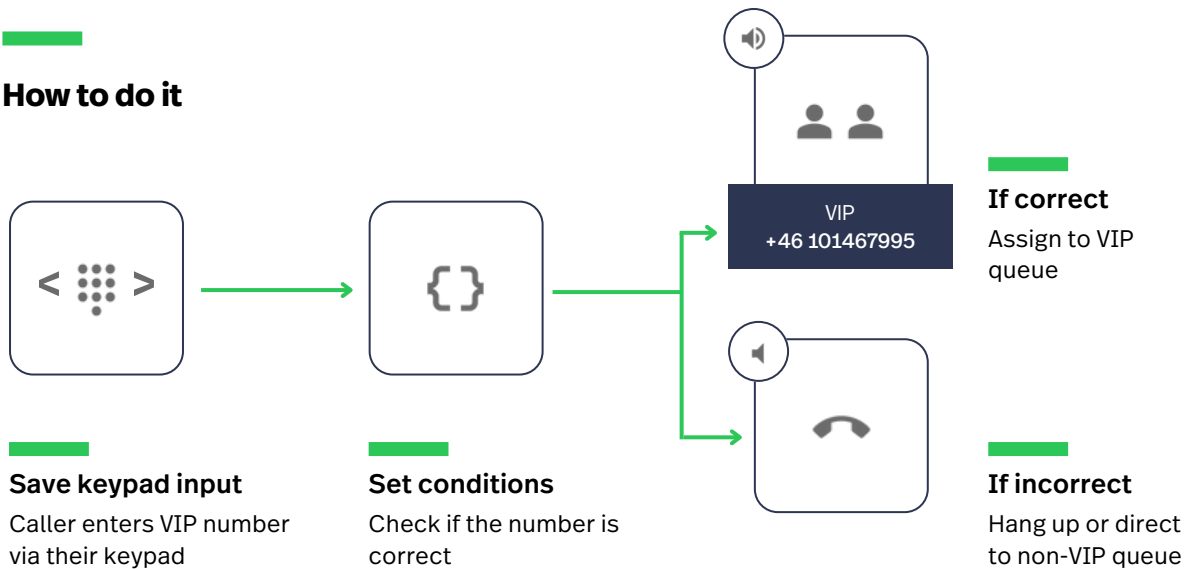 How to do it
VIP
+46 101467995
If correct
Assign to VIP
queue
Save keypad input
Caller enters VIP number
via their keypad
Set conditions
Check if the number is
correct
If incorrect
Hang up or direct
to non-VIP queue